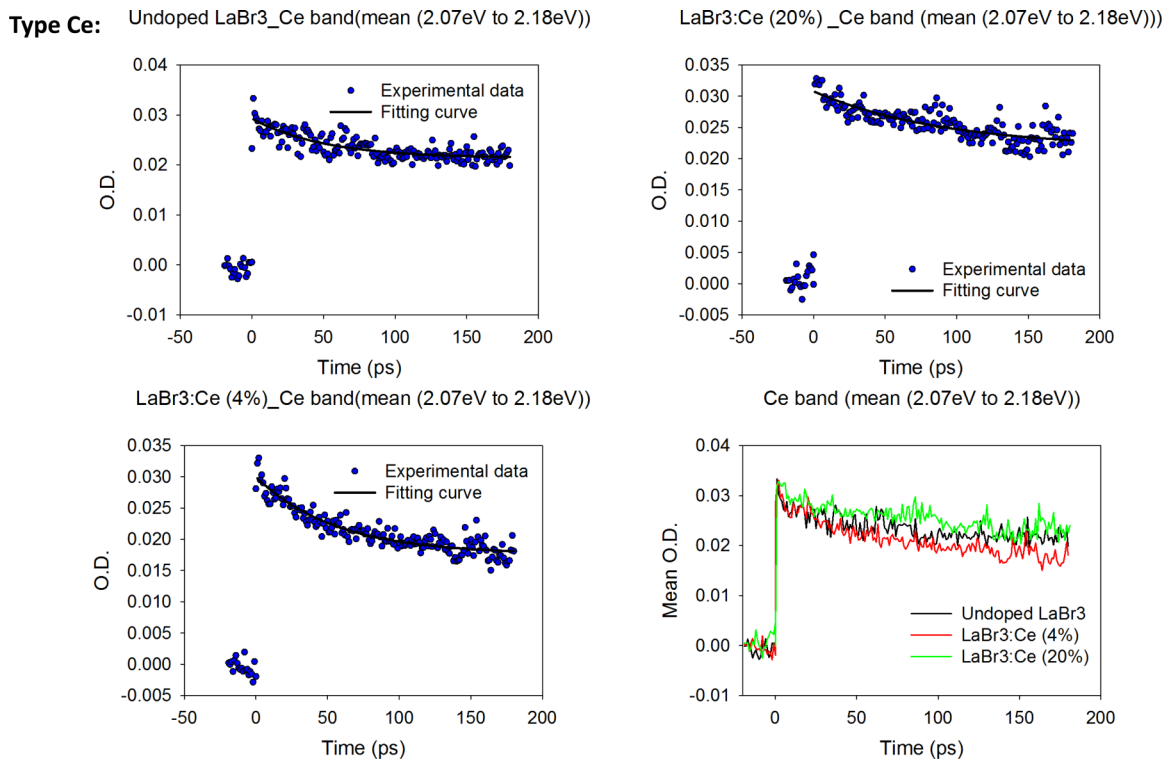 Type Ce:
Undoped LaBr3_Ce band(mean (2.07eV to 2.18eV))
0.04
0.03
0.02
0.01
0.00
-0.01
O.D.
Experimental data
Fitting curve
-50 0 50 100 150 200
Time (ps)
LaBr3:Ce (20%) _Ce band (mean (2.07eV to 2.18eV)))
0.035
0.030
0.025
0.020
0.015
0.010
0.005
0.000
-0.005
O.D.
Experimental data
Fitting curve
-50 0 50 100 150 200
Time (ps)
LaBr3:Ce (4%)_Ce band(mean (2.07eV to 2.18eV))
0.035
0.030
0.025
0.020
0.015
0.010
0.005
0.000
-0.005
O.D.
Experimental data
Fitting curve
-50 0 50 100 150 200
Time (ps)
Ce band (mean (2.07eV to 2.18eV))
0.04
0.03
0.02
0.01
0.00
-0.01
Mean O.D.
Undoped LaBr3
LaBr3:Ce (4%)
LaBr3:Ce (20%)
0 50 100 150 200
Time (ps)